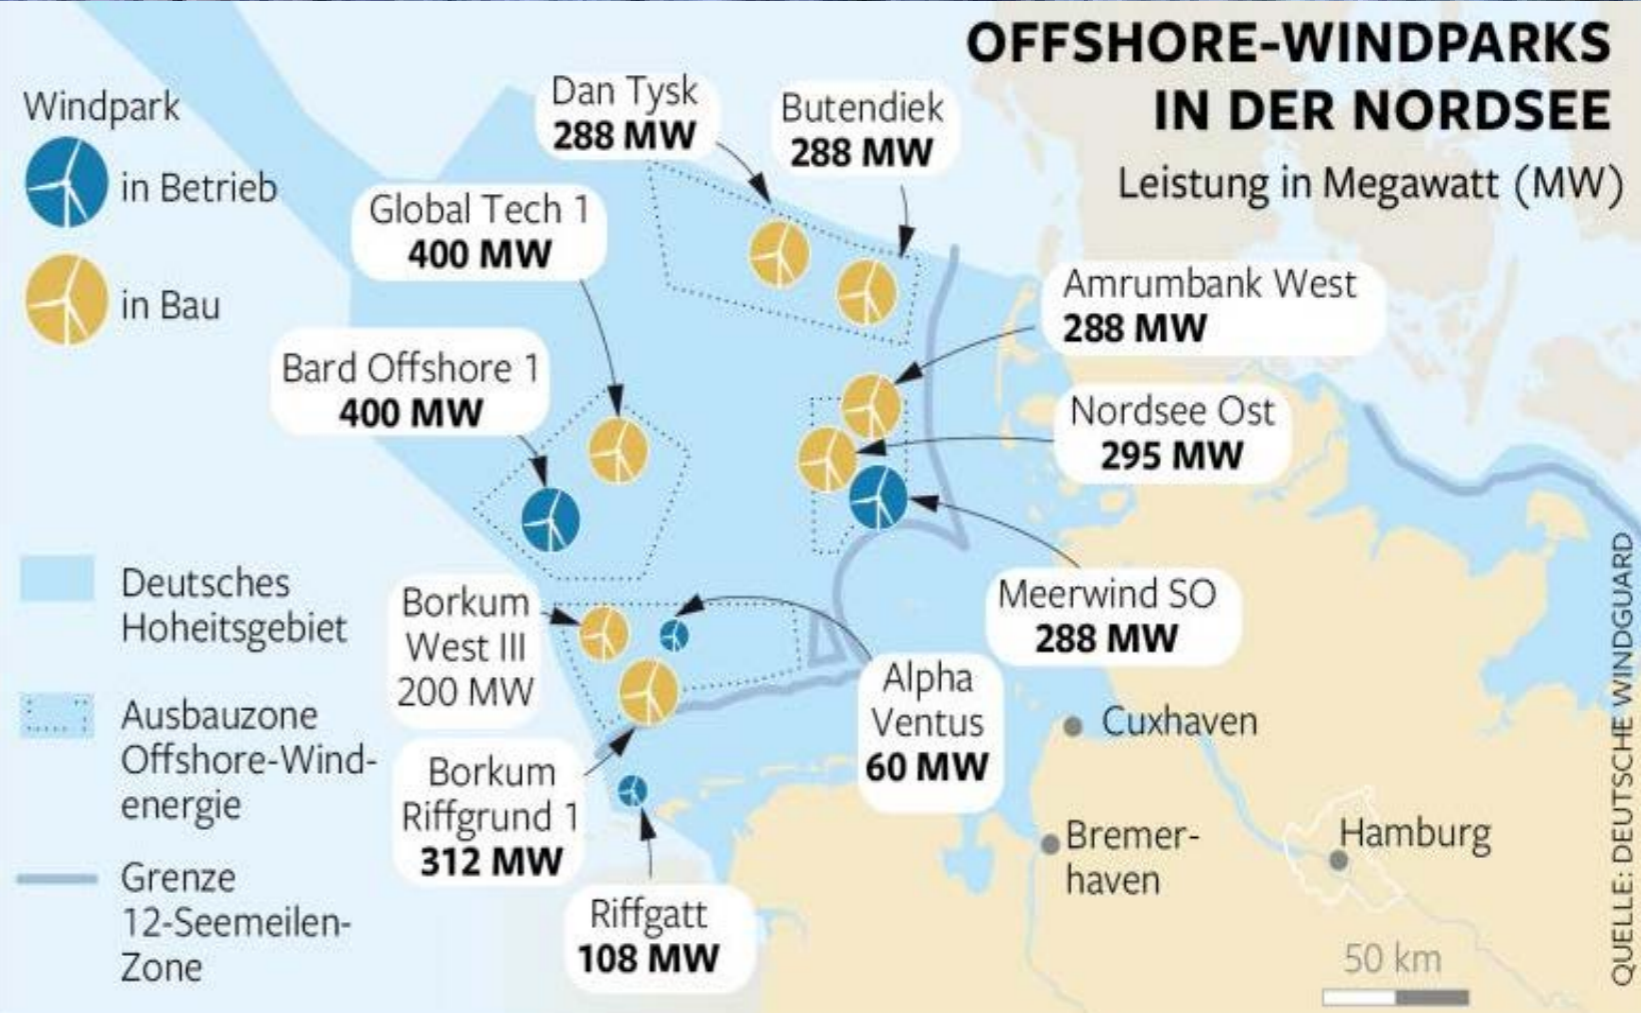 OFFSHORE-WINDPARKS
IN DER NORDSEE
Leistung in Megawatt (MW)
Windpark
in Betrieb
in Bau
Dan Tysk
288 MW
Butendiek
288 MW
Global Tech 1
400 MW
Amrumbank West
288 MW
Bard Offshore 1
400 MW
Nordsee Ost
295 MW
Deutsches
Hoheitsgebiet
Borkum
West III
200 MW
Meerwind SO
288 MW
Alpha
Ventus
60 MW
Ausbauzone
Offshore-Wind-
energie
Borkum
Riffgrund 1
312 MW
Cuxhaven
Bremer-
haven
Hamburg
Grenze
12-Seemeilen-
Zone
Riffgatt
108 MW
50 km
QUELLE: DEUTSCHE WINDGUARD